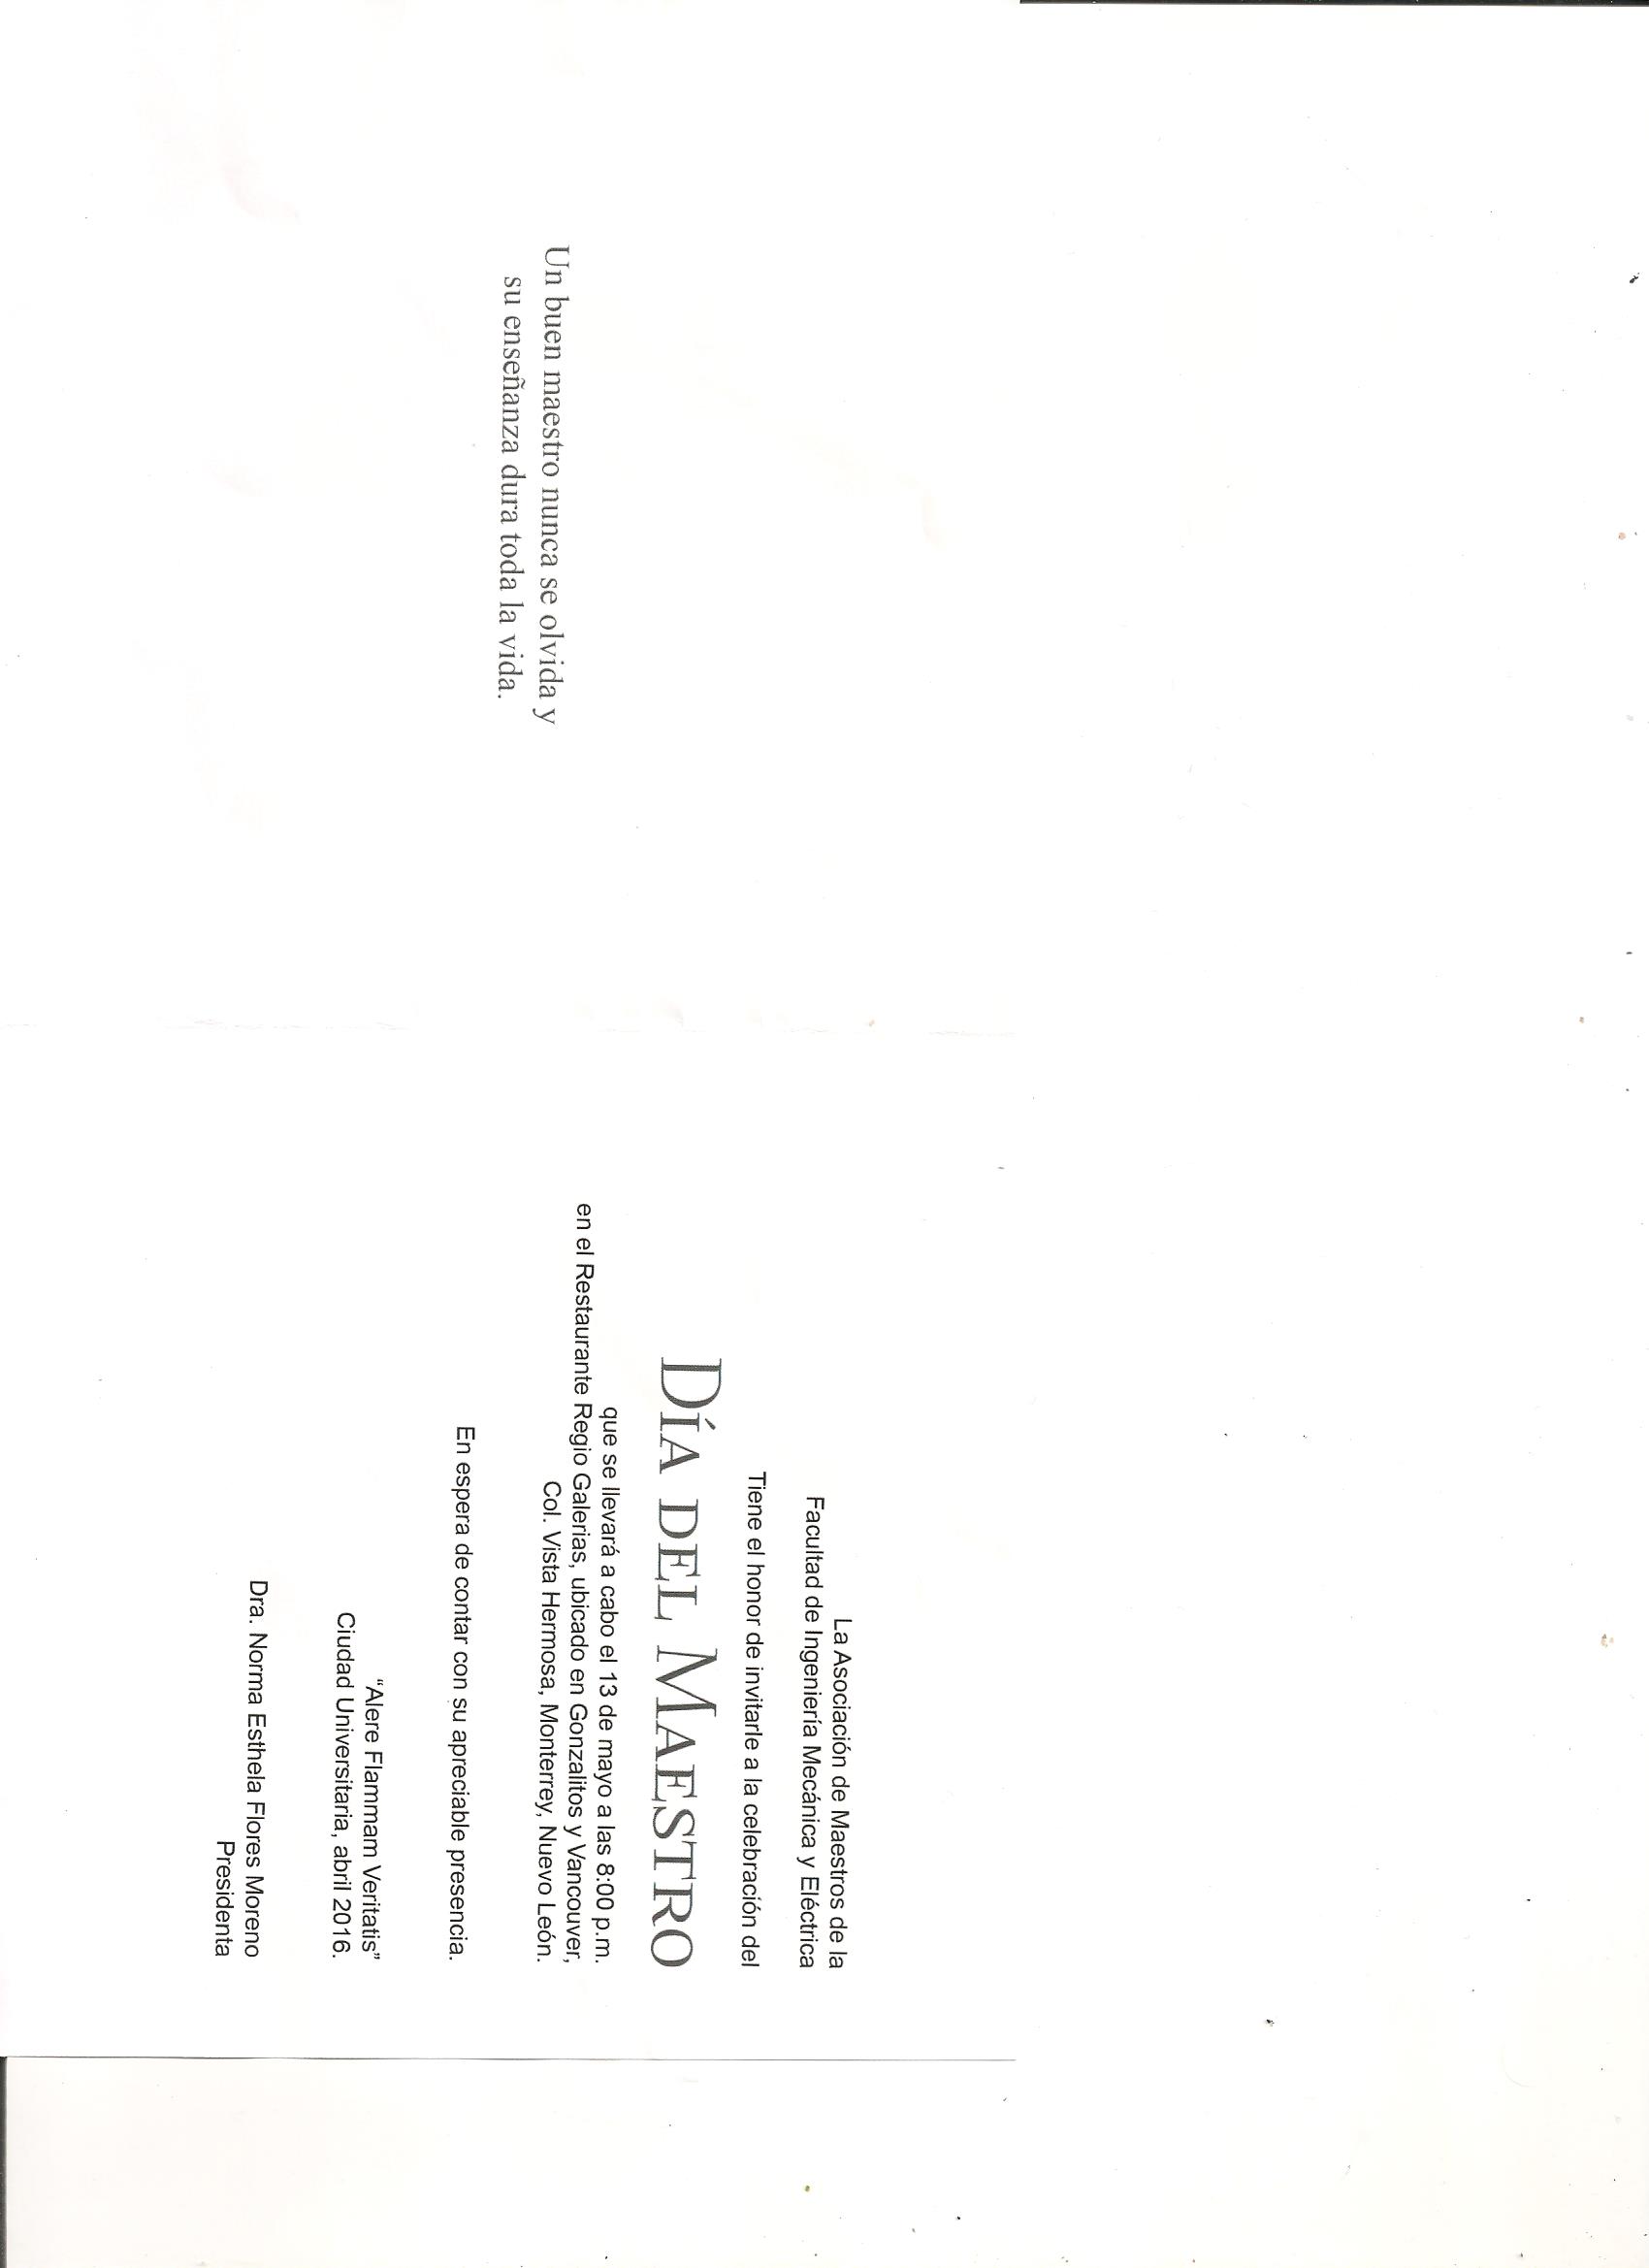 Un buen maestro nunca se olvida y
su enseñanza dura toda la vida.
La Asociación de Maestros de la
Facultad de Ingeniería Mecánica y Eléctrica
Tiene el honor de invitarle a la celebración del
DÍA DEL MAESTRO
que se llevará a cabo el 13 de mayo a las 8:00 p.m.
en el Restaurante Regio Galerias, ubicado en Gonzalitos y Vancouver,
Col. Vista Hermosa, Monterrey, Nuevo León.
En espera de contar con su apreciable presencia.
“Alere Flammam Veritatis”
Ciudad Universitaria, abril 2016.
Dra. Norma Esthela Flores Moreno
Presidenta